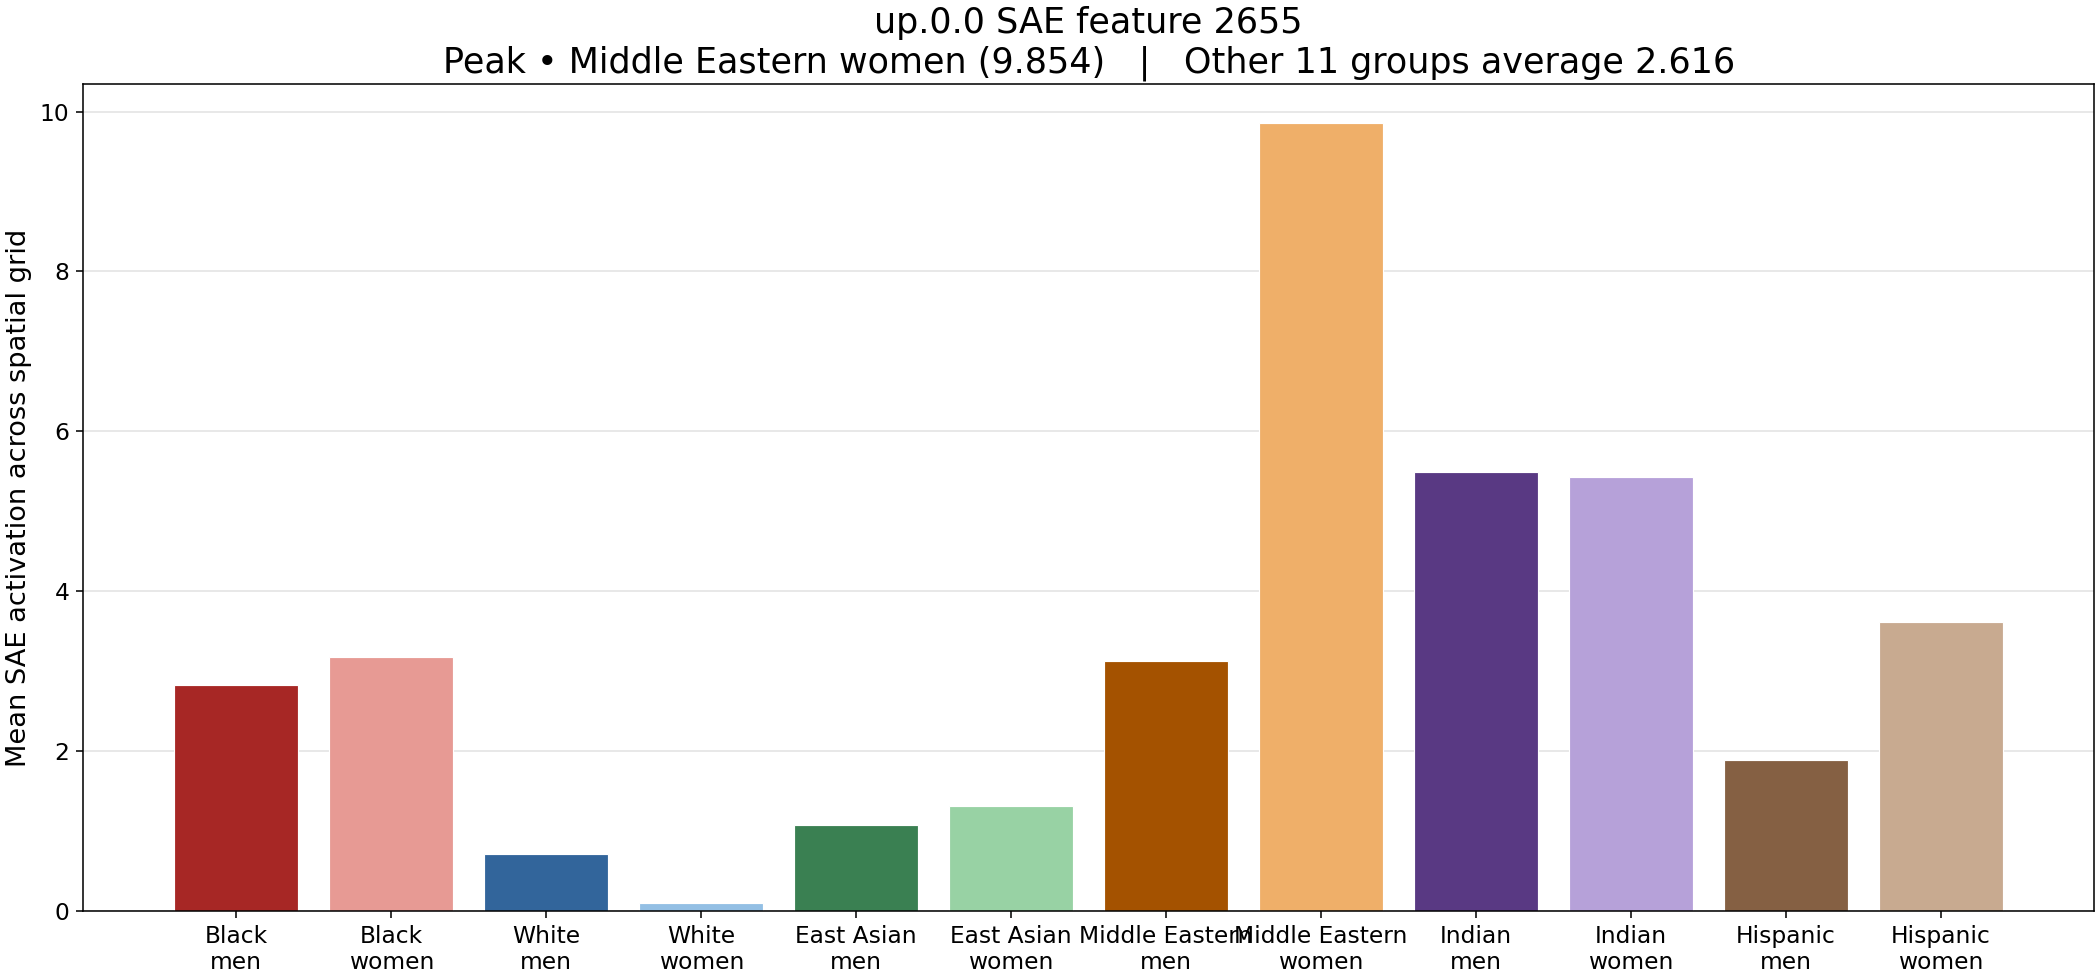 up.0.0 SAE feature 2655
Peak • Middle Eastern women (9.854)   |   Other 11 groups average 2.616
Mean SAE activation across spatial grid
10
8
6
4
2
0
Black men
Black women
White men
White women
East Asian men
East Asian women
Middle Eastern men
Middle Eastern women
Indian men
Indian women
Hispanic men
Hispanic women